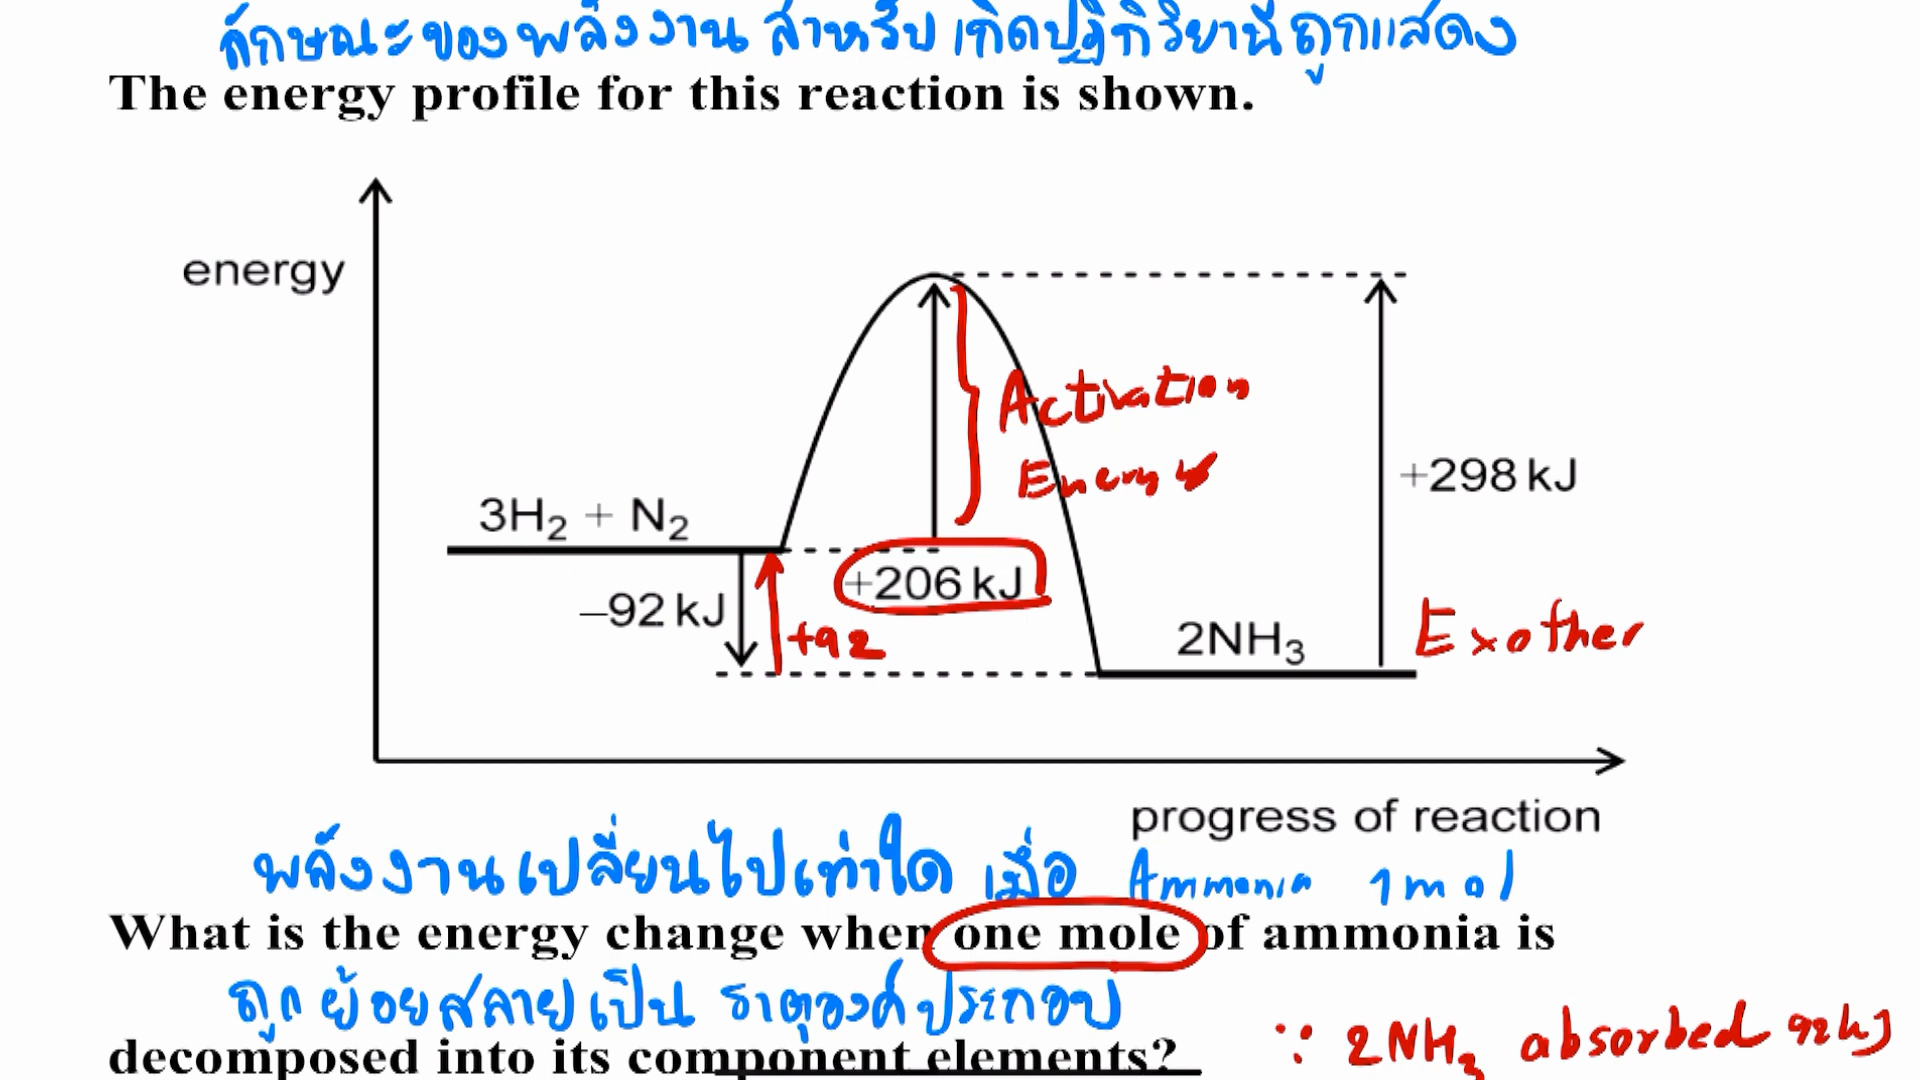 ลักษณะของพลังงาน สำหรับ เกิดปฏิกิริยานี้ถูกแสดง
The energy profile for this reaction is shown.
energy
Activation
Energy
+298 kJ
3H₂ + N₂
+206 kJ
−92 kJ
+92
2NH₃
Exother
progress of reaction
พลังงานเปลี่ยนไปเท่าใด เมื่อ Ammonia 1 mol
What is the energy change when one mole of ammonia is
ถูก ย้อยสลายเป็น ธาตุองค์ประกอบ
decomposed into its component elements?
∵ 2NH₃ absorbed 92 kJ